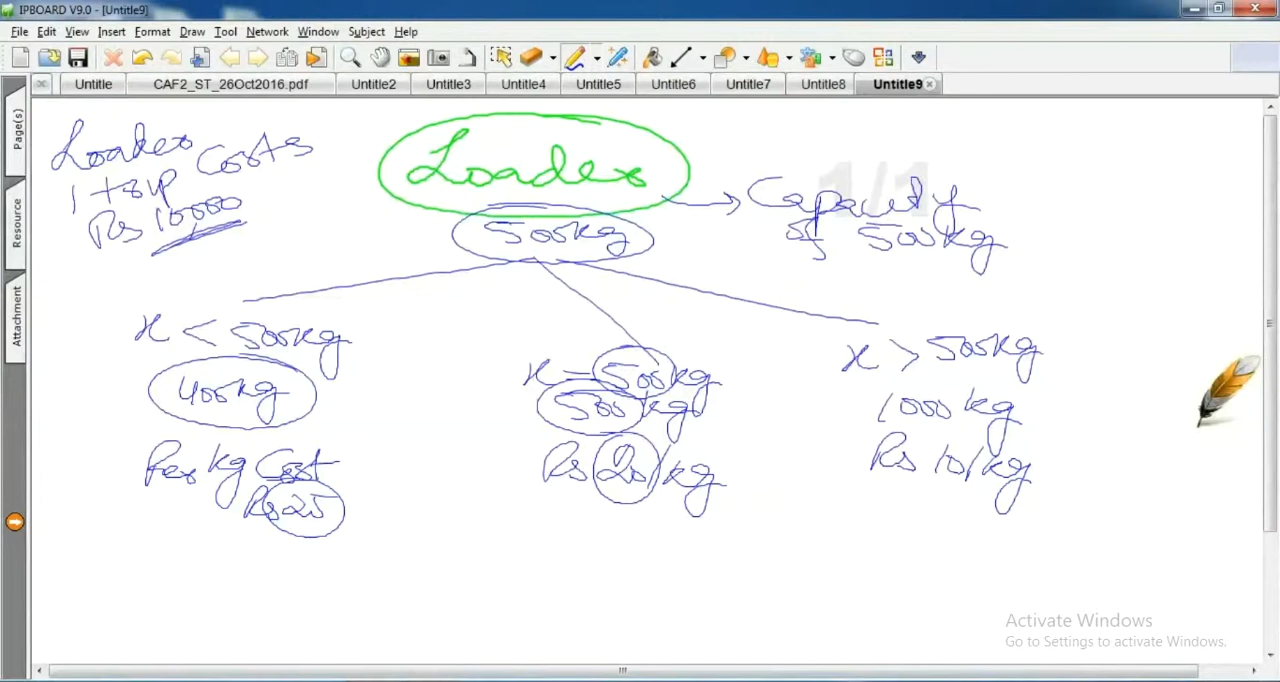 IPBOARD V9.0 - [Untitle9]
File Edit View Insert Format Draw Tool Network Window Subject Help
Untitle CAF2_ST_26Oct2016.pdf Untitle2 Untitle3 Untitle4 Untitle5 Untitle6 Untitle7 Untitle8 Untitle9
Page(s)
Resource
Attachment
1/1
Loader Costs
1 trip
Rs 10000
Loader
500kg
Capacity
of 500kg
x < 500kg
400kg
Per kg Cost
Rs 25
x = 500kg
500kg
Rs 20/kg
x > 500kg
1000 kg
Rs 10/kg
Activate Windows
Go to Settings to activate Windows.